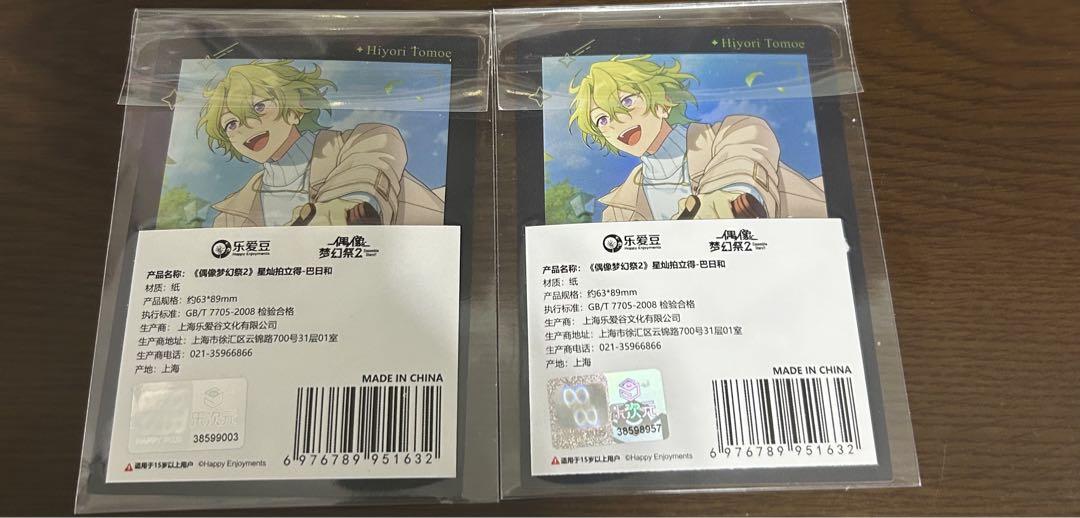 Hiyori Tomoe
乐爱豆
Happy Enjoyments
偶像
梦幻祭2
产品名称：《偶像梦幻祭2》星灿拍立得-巴日和
材质：纸
产品规格：约63*89mm
执行标准：GB/T 7705-2008 检验合格
生产商：上海乐爱谷文化有限公司
生产商地址：上海市徐汇区云锦路700号31层01室
生产商电话：021-35966866
产地：上海
MADE IN CHINA
HAPPY PLUS
次元
38599003
适用于15岁以上用户 ©Happy Enjoyments
6 976789 951632
Hiyori Tomoe
乐爱豆
Happy Enjoyments
偶像
梦幻祭2
产品名称：《偶像梦幻祭2》星灿拍立得-巴日和
材质：纸
产品规格：约63*89mm
执行标准：GB/T 7705-2008 检验合格
生产商：上海乐爱谷文化有限公司
生产商地址：上海市徐汇区云锦路700号31层01室
生产商电话：021-35966866
产地：上海
MADE IN CHINA
次元
38598957
适用于15岁以上用户 ©Happy Enjoyments
6 976789 951632